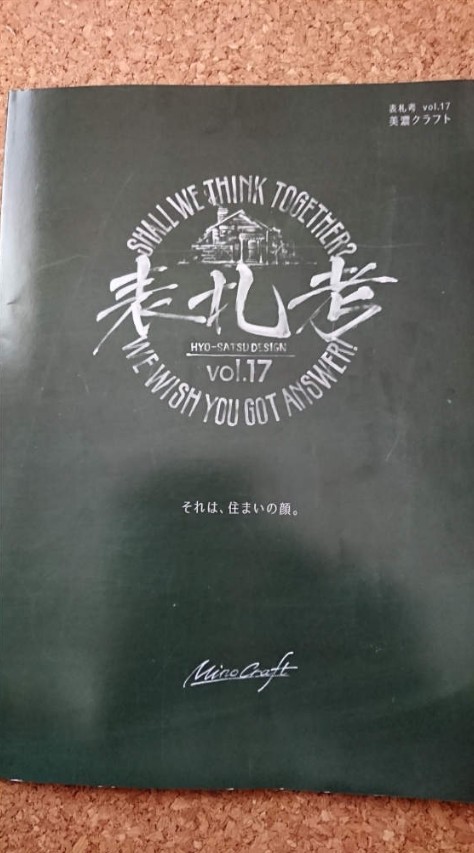 表札考 vol.17
美濃クラフト
SHALL WE THINK TOGETHER?
表札考
HYO-SATSU DESIGN
vol.17
WE WISH YOU GOT ANSWER!
それは、住まいの顔。
MinoCraft